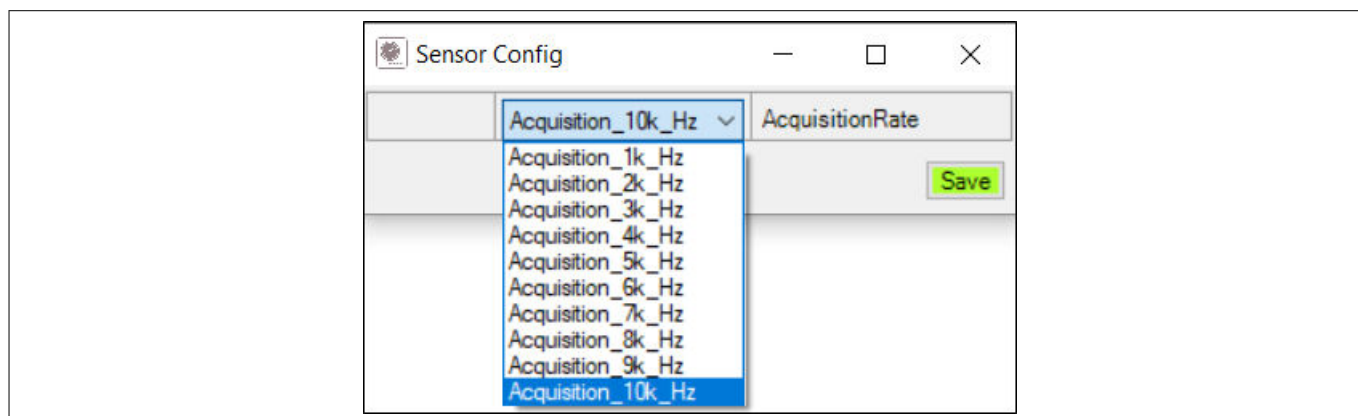 Sensor Config
Acquisition_10k_Hz AcquisitionRate
Acquisition_1k_Hz
Acquisition_2k_Hz
Acquisition_3k_Hz
Acquisition_4k_Hz
Acquisition_5k_Hz
Acquisition_6k_Hz
Acquisition_7k_Hz
Acquisition_8k_Hz
Acquisition_9k_Hz
Acquisition_10k_Hz
Save